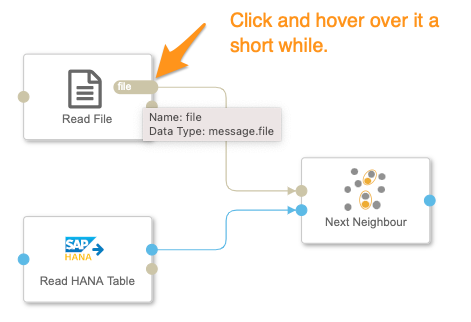 Click and hover over it a
short while.
file
Read File
Name: file
Data Type: message.file
Next Neighbour
SAP
HANA
Read HANA Table